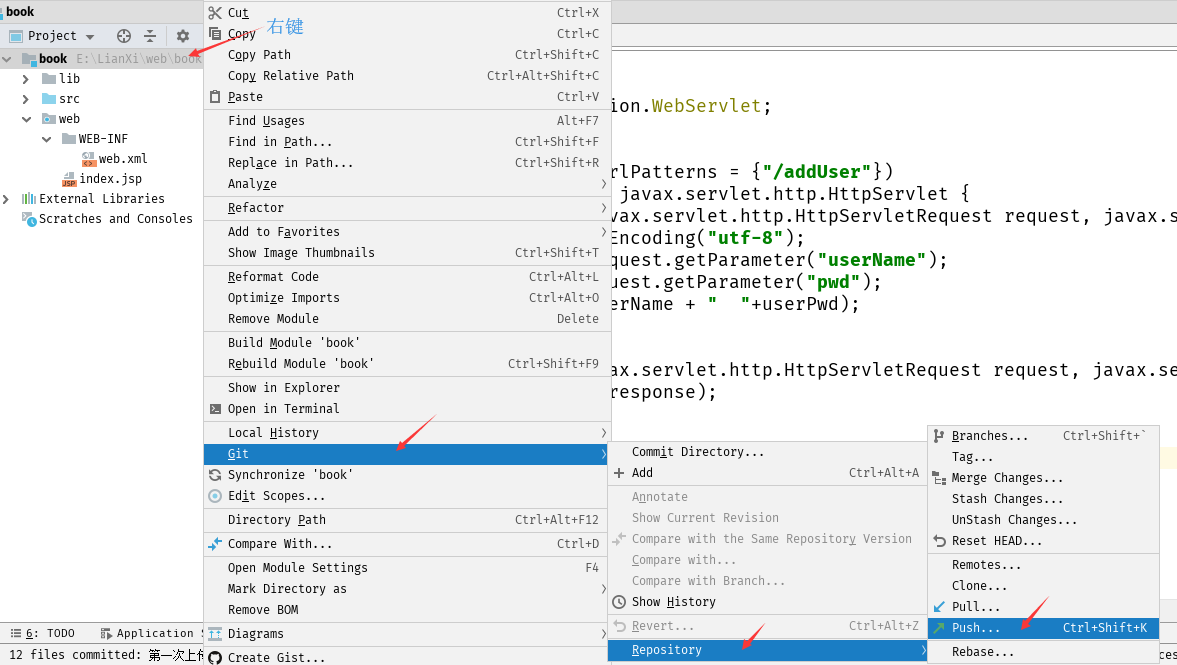 book
Project
book E:\LianXi\web\book
lib
src
web
WEB-INF
web.xml
index.jsp
External Libraries
Scratches and Consoles
右键
Cut Ctrl+X
Copy Ctrl+C
Copy Path Ctrl+Shift+C
Copy Relative Path Ctrl+Alt+Shift+C
Paste Ctrl+V
Find Usages Alt+F7
Find in Path... Ctrl+Shift+F
Replace in Path... Ctrl+Shift+R
Analyze
Refactor
Add to Favorites
Show Image Thumbnails Ctrl+Shift+T
Reformat Code Ctrl+Alt+L
Optimize Imports Ctrl+Alt+O
Remove Module Delete
Build Module 'book'
Rebuild Module 'book' Ctrl+Shift+F9
Show in Explorer
Open in Terminal
Local History
Git
Synchronize 'book'
Edit Scopes...
Directory Path Ctrl+Alt+F12
Compare With... Ctrl+D
Open Module Settings F4
Mark Directory as
Remove BOM
Diagrams
Create Gist...
ion.WebServlet;
rlPatterns = {"/addUser"})
javax.servlet.http.HttpServlet {
vax.servlet.http.HttpServletRequest request, javax.s
Encoding("utf-8");
quest.getParameter("userName");
uest.getParameter("pwd");
erName + "  "+userPwd);
ax.servlet.http.HttpServletRequest request, javax.se
response);
Commit Directory...
Add Ctrl+Alt+A
Annotate
Show Current Revision
Compare with the Same Repository Version
Compare with...
Compare with Branch...
Show History
Revert... Ctrl+Alt+Z
Repository
Branches... Ctrl+Shift+`
Tag...
Merge Changes...
Stash Changes...
UnStash Changes...
Reset HEAD...
Remotes...
Clone...
Pull...
Push... Ctrl+Shift+K
Rebase...
6: TODO Application S
12 files committed: 第一次上传
ces